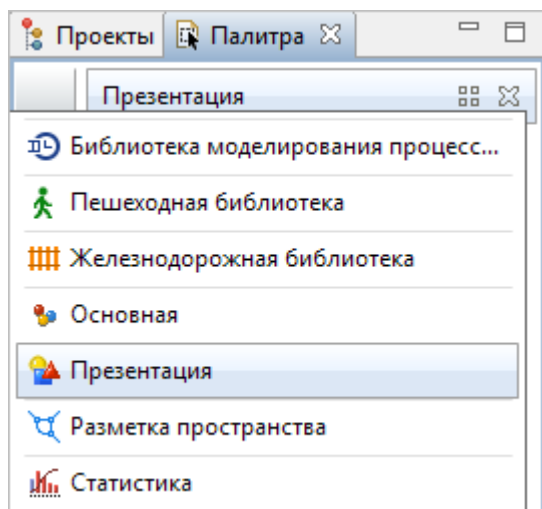 Проекты Палитра
Презентация
Библиотека моделирования процесс...
Пешеходная библиотека
Железнодорожная библиотека
Основная
Презентация
Разметка пространства
Статистика